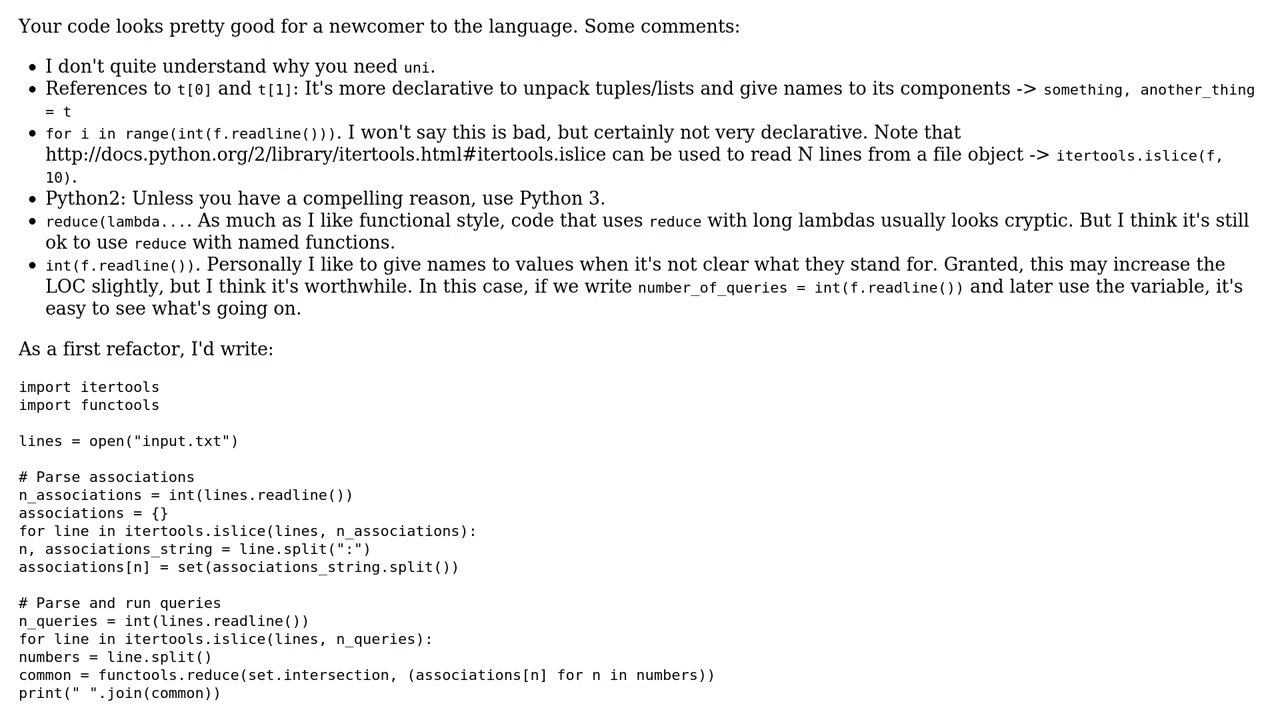 Your code looks pretty good for a newcomer to the language. Some comments:
• I don't quite understand why you need uni.
• References to t[0] and t[1]: It's more declarative to unpack tuples/lists and give names to its components -> something, another_thing
= t
• for i in range(int(f.readline())). I won't say this is bad, but certainly not very declarative. Note that
http://docs.python.org/2/library/itertools.html#itertools.islice can be used to read N lines from a file object -> itertools.islice(f,
10).
• Python2: Unless you have a compelling reason, use Python 3.
• reduce(lambda.... As much as I like functional style, code that uses reduce with long lambdas usually looks cryptic. But I think it's still
ok to use reduce with named functions.
• int(f.readline()). Personally I like to give names to values when it's not clear what they stand for. Granted, this may increase the
LOC slightly, but I think it's worthwhile. In this case, if we write number_of_queries = int(f.readline()) and later use the variable, it's
easy to see what's going on.
As a first refactor, I'd write:
import itertools
import functools
lines = open("input.txt")
# Parse associations
n_associations = int(lines.readline())
associations = {}
for line in itertools.islice(lines, n_associations):
n, associations_string = line.split(":")
associations[n] = set(associations_string.split())
# Parse and run queries
n_queries = int(lines.readline())
for line in itertools.islice(lines, n_queries):
numbers = line.split()
common = functools.reduce(set.intersection, (associations[n] for n in numbers))
print(" ".join(common))